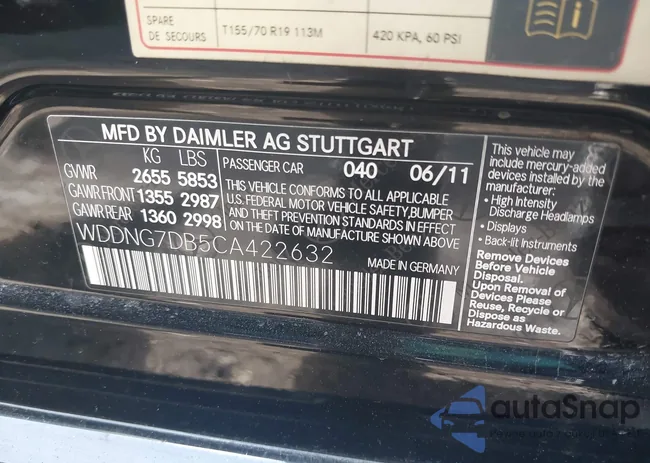 SPARE
DE SECOURS T155/70 R19 113M 420 KPA, 60 PSI
MFD BY DAIMLER AG STUTTGART
KG LBS
GVWR 2655 5853
GAWR FRONT 1355 2987
GAWR REAR 1360 2998
PASSENGER CAR 040 06/11
THIS VEHICLE CONFORMS TO ALL APPLICABLE
U.S. FEDERAL MOTOR VEHICLE SAFETY, BUMPER
AND THEFT PREVENTION STANDARDS IN EFFECT
ON THE DATE OF MANUFACTURE SHOWN ABOVE
WDDNG7DB5CA422632
MADE IN GERMANY
This vehicle may
include mercury-added
devices installed by the
manufacturer:
• High Intensity
Discharge Headlamps
• Displays
• Back-lit Instruments
Remove Devices
Before Vehicle
Disposal.
Upon Removal of
Devices Please
Reuse, Recycle or
Dispose as
Hazardous Waste.
autoSnap